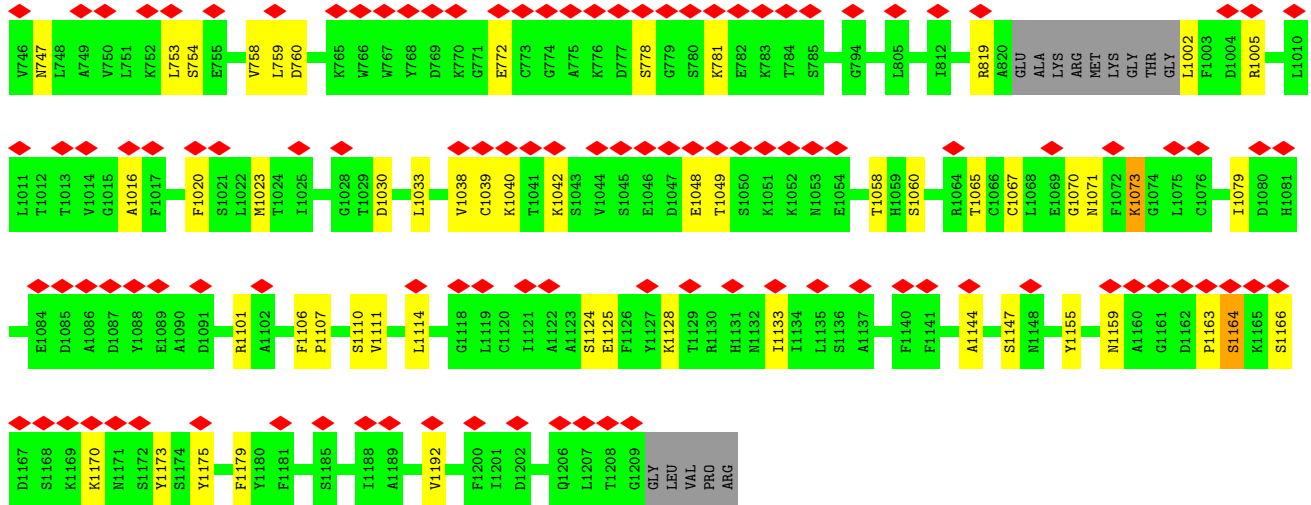 V746 N747 L748 A749 V750 L751 K752 L753 S754 E755 V758 L759 D760 K765 W766 W767 Y768 D769 K770 G771 E772 C773 G774 A775 K776 D777 S778 G779 S780 K781 E782 K783 T784 S785 G794 L805 I812 R819 A820 GLU ALA LYS ARG MET LYS GLY THR GLY L1002 F1003 D1004 R1005 L1010
L1011 T1012 T1013 V1014 G1015 A1016 F1017 F1020 S1021 L1022 M1023 T1024 I1025 G1028 T1029 D1030 L1033 V1038 C1039 K1040 T1041 K1042 S1043 V1044 S1045 E1046 D1047 E1048 T1049 S1050 K1051 K1052 N1053 E1054 T1058 H1059 S1060 R1064 T1065 C1066 C1067 L1068 E1069 G1070 N1071 F1072 K1073 G1074 L1075 C1076 I1079 D1080 H1081
E1084 D1085 A1086 D1087 Y1088 E1089 A1090 D1091 R1101 A1102 F1106 P1107 S1110 V1111 L1114 G1118 L1119 C1120 I1121 A1122 A1123 S1124 E1125 F1126 Y1127 K1128 T1129 R1130 H1131 N1132 I1133 I1134 L1135 S1136 A1137 F1140 F1141 A1144 S1147 N1148 Y1155 N1159 A1160 G1161 D1162 P1163 S1164 K1165 S1166
D1167 S1168 K1169 K1170 N1171 S1172 Y1173 S1174 Y1175 F1179 Y1180 F1181 S1185 I1188 A1189 V1192 F1200 I1201 D1202 Q1206 L1207 T1208 G1209 GLY LEU VAL PRO ARG